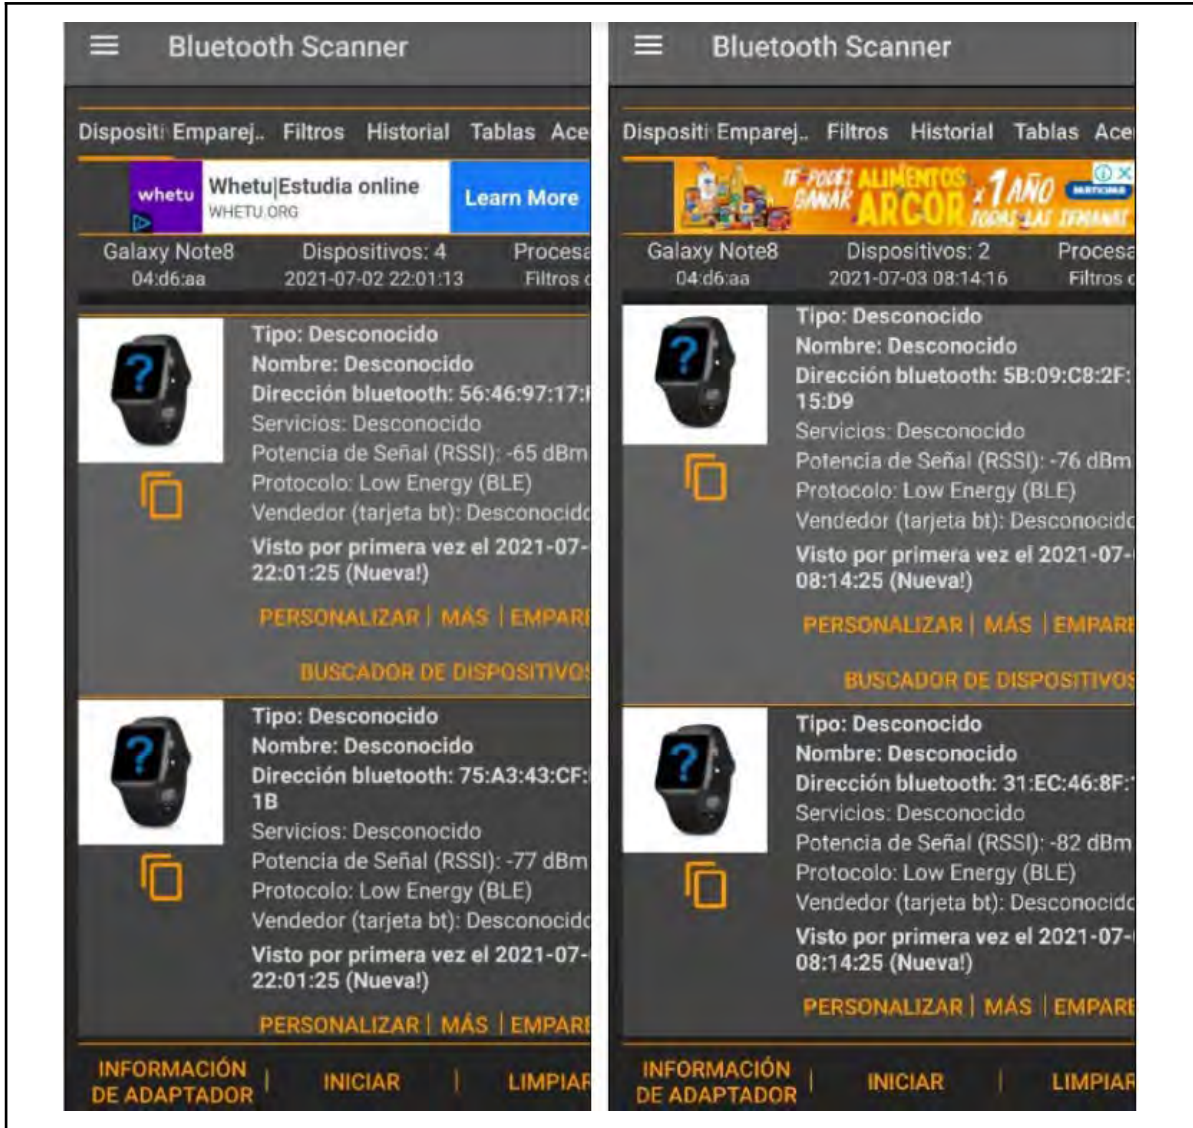 Bluetooth Scanner
Dispositi Emparej.. Filtros Historial Tablas Ace
whetu
Whetu|Estudia online
WHETU.ORG
Learn More
Galaxy Note8 Dispositivos: 4 Procesa
04:d6:aa 2021-07-02 22:01:13 Filtros
Tipo: Desconocido
Nombre: Desconocido
Dirección bluetooth: 56:46:97:17:
Servicios: Desconocido
Potencia de Señal (RSSI): -65 dBm
Protocolo: Low Energy (BLE)
Vendedor (tarjeta bt): Desconocido
Visto por primera vez el 2021-07-
22:01:25 (Nueva!)
PERSONALIZAR | MÁS | EMPARE
BUSCADOR DE DISPOSITIVOS
Tipo: Desconocido
Nombre: Desconocido
Dirección bluetooth: 75:A3:43:CF:
1B
Servicios: Desconocido
Potencia de Señal (RSSI): -77 dBm
Protocolo: Low Energy (BLE)
Vendedor (tarjeta bt): Desconocido
Visto por primera vez el 2021-07-
22:01:25 (Nueva!)
PERSONALIZAR | MÁS | EMPARE
INFORMACIÓN
DE ADAPTADOR | INICIAR | LIMPIAR
Bluetooth Scanner
Dispositi Emparej.. Filtros Historial Tablas Ace
TE PODÉS
GANAR
ALIMENTOS
ARCOR
x 1 AÑO
TODAS LAS SEMANAS
PARTICIPAR
Galaxy Note8 Dispositivos: 2 Procesa
04:d6:aa 2021-07-03 08:14:16 Filtros
Tipo: Desconocido
Nombre: Desconocido
Dirección bluetooth: 5B:09:C8:2F:
15:D9
Servicios: Desconocido
Potencia de Señal (RSSI): -76 dBm
Protocolo: Low Energy (BLE)
Vendedor (tarjeta bt): Desconocido
Visto por primera vez el 2021-07-
08:14:25 (Nueva!)
PERSONALIZAR | MÁS | EMPARE
BUSCADOR DE DISPOSITIVOS
Tipo: Desconocido
Nombre: Desconocido
Dirección bluetooth: 31:EC:46:8F:
Servicios: Desconocido
Potencia de Señal (RSSI): -82 dBm
Protocolo: Low Energy (BLE)
Vendedor (tarjeta bt): Desconocido
Visto por primera vez el 2021-07-
08:14:25 (Nueva!)
PERSONALIZAR | MÁS | EMPARE
INFORMACIÓN
DE ADAPTADOR | INICIAR | LIMPIAR